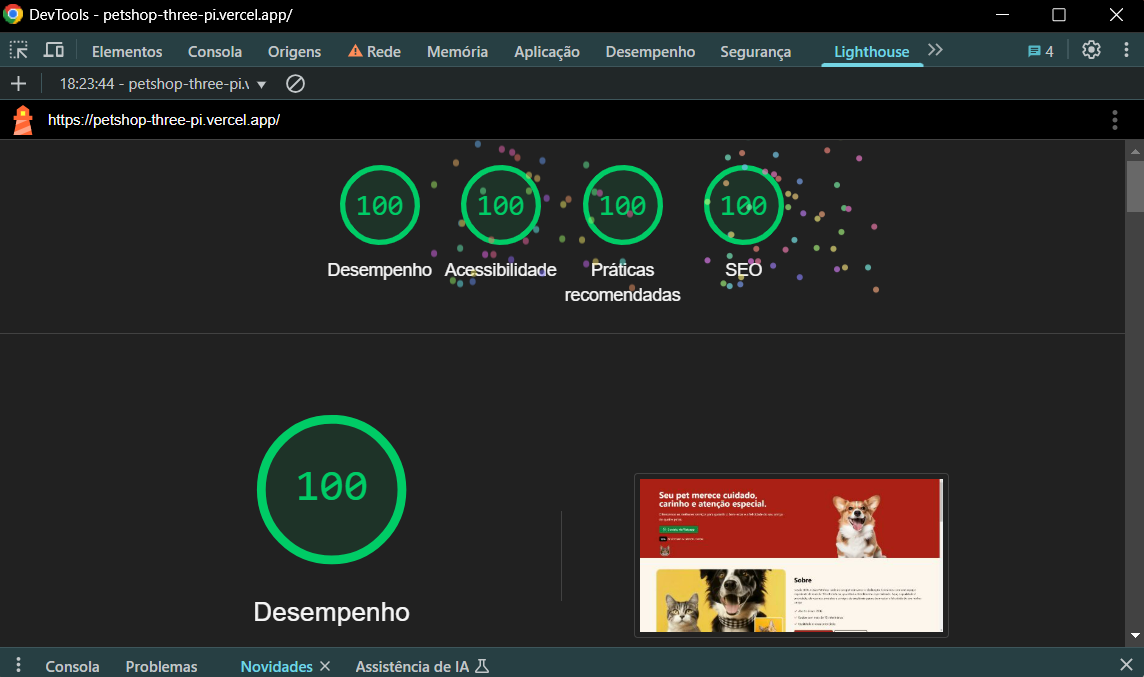 DevTools - petshop-three-pi.vercel.app/
Elementos Consola Origens Rede Memória Aplicação Desempenho Segurança Lighthouse 4
18:23:44 - petshop-three-pi.v
https://petshop-three-pi.vercel.app/
100 100 100 100
Desempenho Acessibilidade Práticas recomendadas SEO
100
Desempenho
Seu pet merece cuidado,
carinho e atenção especial.
Sobre
Consola Problemas Novidades Assistência de IA